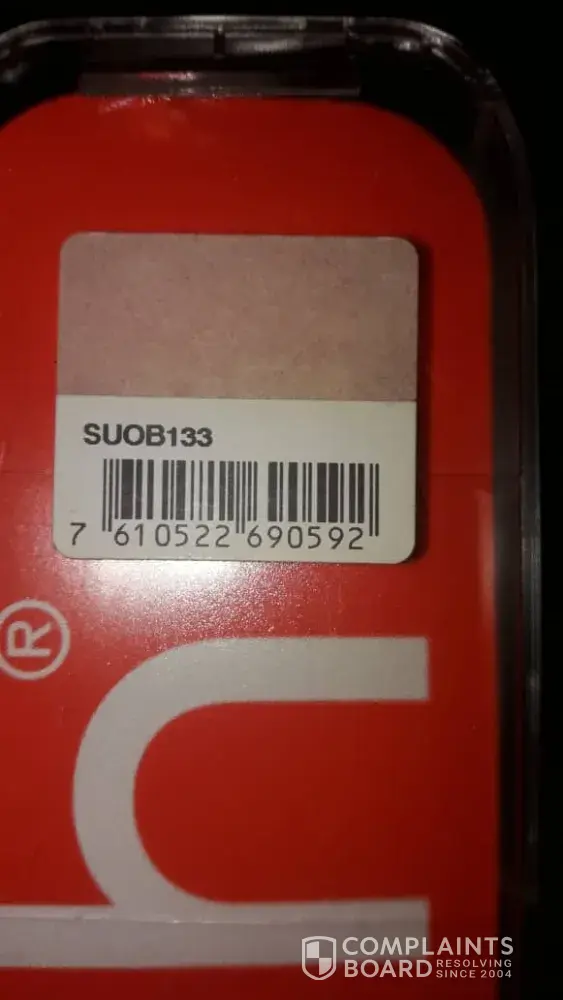 SUOB133
7 610522 690592
®
h
COMPLAINTS
BOARD RESOLVING
SINCE 2004